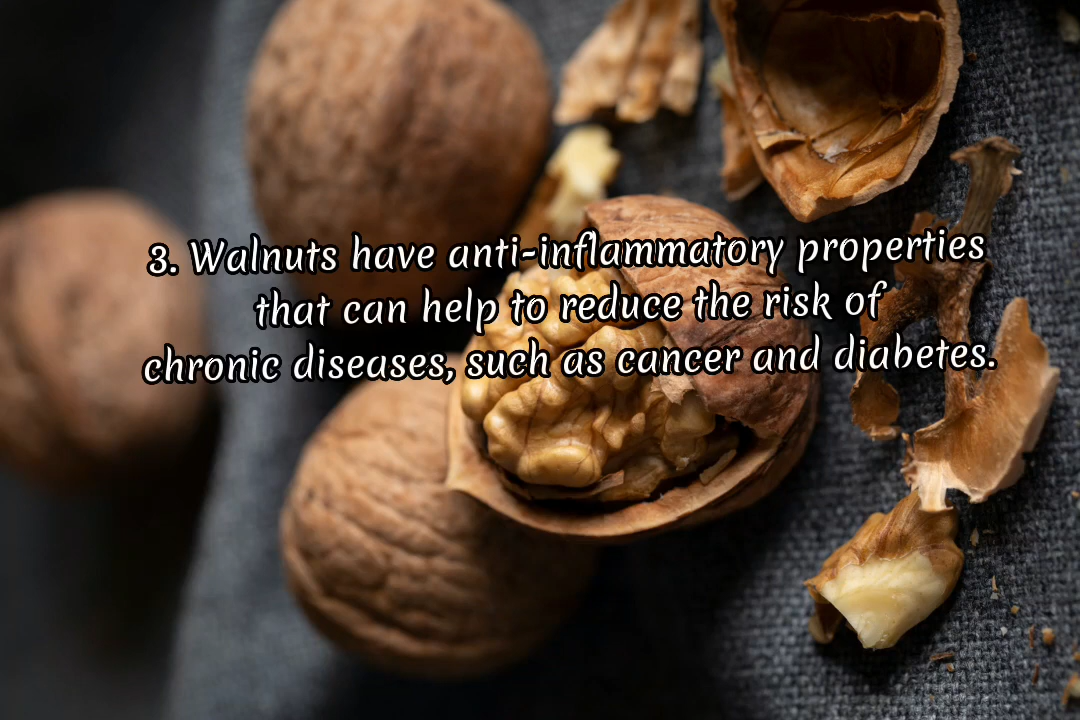 3. Walnuts have anti-inflammatory properties
that can help to reduce the risk of
chronic diseases, such as cancer and diabetes.